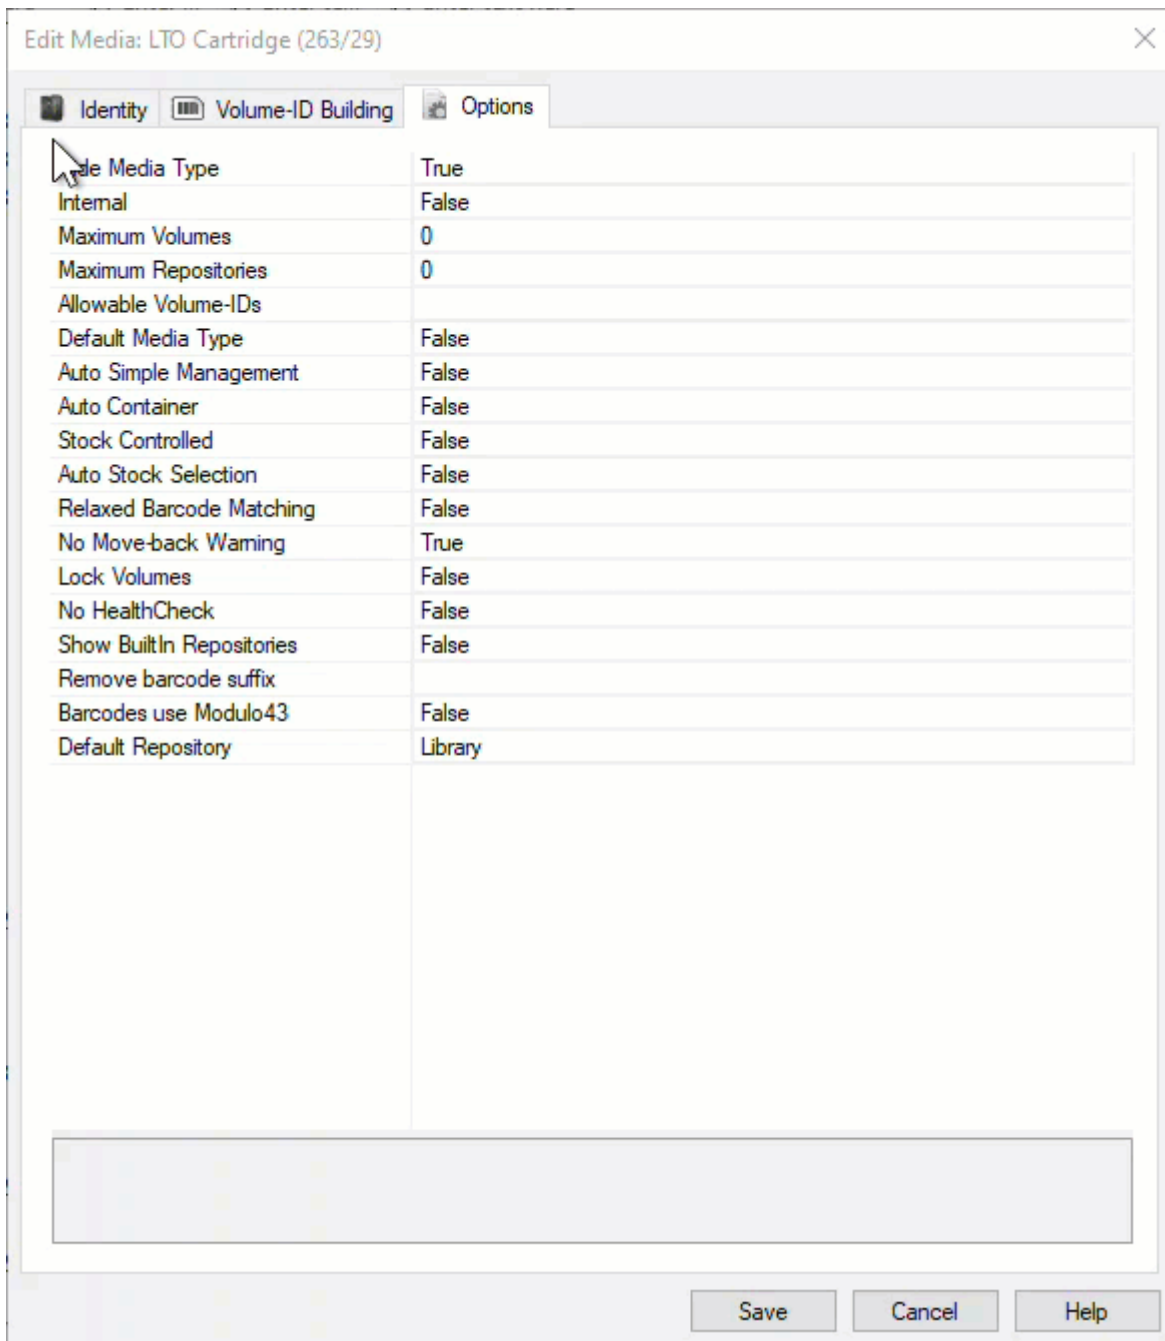 Edit Media: LTO Cartridge (263/29)
Identity Volume-ID Building Options
Media Type True
Internal False
Maximum Volumes 0
Maximum Repositories 0
Allowable Volume-IDs
Default Media Type False
Auto Simple Management False
Auto Container False
Stock Controlled False
Auto Stock Selection False
Relaxed Barcode Matching False
No Move-back Warning True
Lock Volumes False
No HealthCheck False
Show BuiltIn Repositories False
Remove barcode suffix
Barcodes use Modulo43 False
Default Repository Library
Save Cancel Help